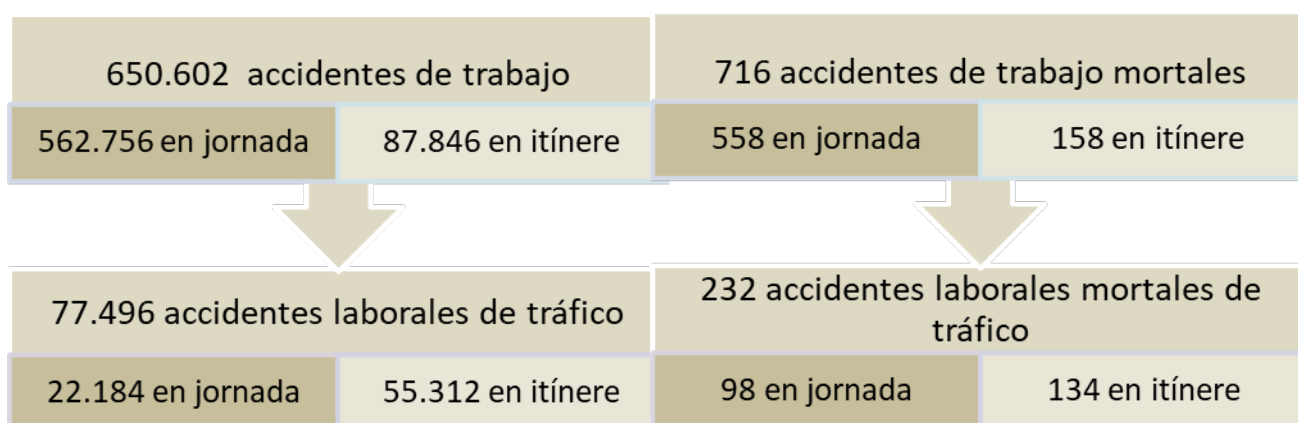 650.602 accidentes de trabajo
562.756 en jornada
87.846 en itínere
716 accidentes de trabajo mortales
558 en jornada
158 en itínere
77.496 accidentes laborales de tráfico
22.184 en jornada
55.312 en itínere
232 accidentes laborales mortales de
tráfico
98 en jornada
134 en itínere